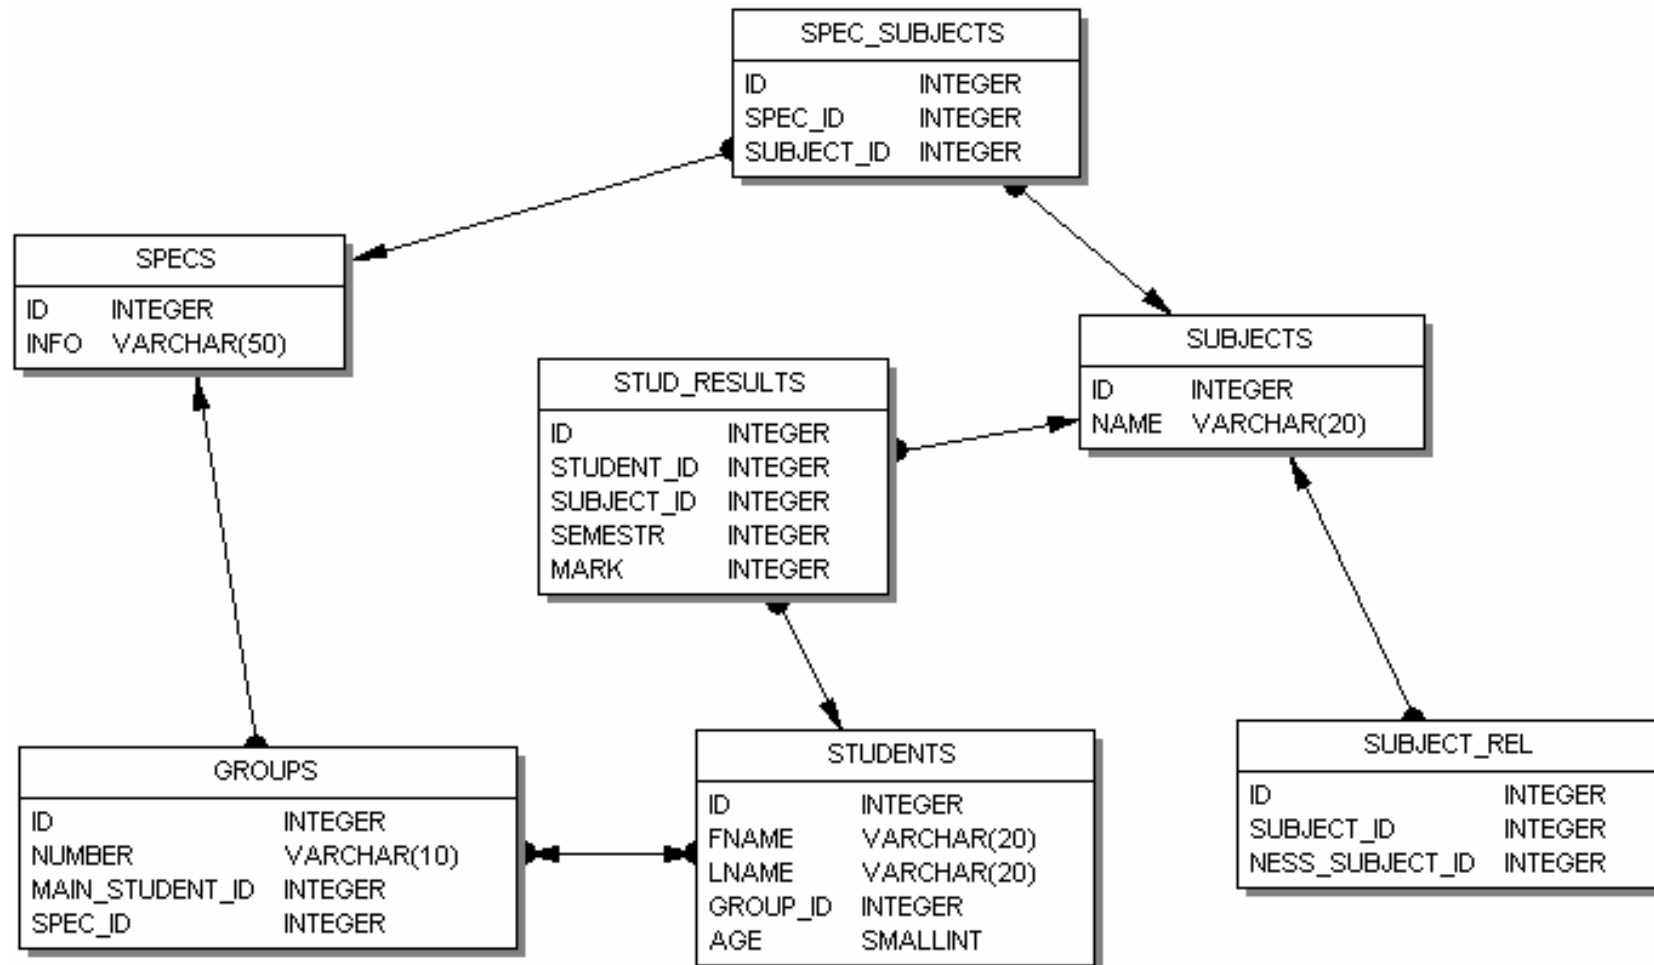 SPEC_SUBJECTS
ID INTEGER
SPEC_ID INTEGER
SUBJECT_ID INTEGER
SPECS
ID INTEGER
INFO VARCHAR(50)
SUBJECTS
ID INTEGER
NAME VARCHAR(20)
STUD_RESULTS
ID INTEGER
STUDENT_ID INTEGER
SUBJECT_ID INTEGER
SEMESTR INTEGER
MARK INTEGER
GROUPS
ID INTEGER
NUMBER VARCHAR(10)
MAIN_STUDENT_ID INTEGER
SPEC_ID INTEGER
STUDENTS
ID INTEGER
FNAME VARCHAR(20)
LNAME VARCHAR(20)
GROUP_ID INTEGER
AGE SMALLINT
SUBJECT_REL
ID INTEGER
SUBJECT_ID INTEGER
NESS_SUBJECT_ID INTEGER